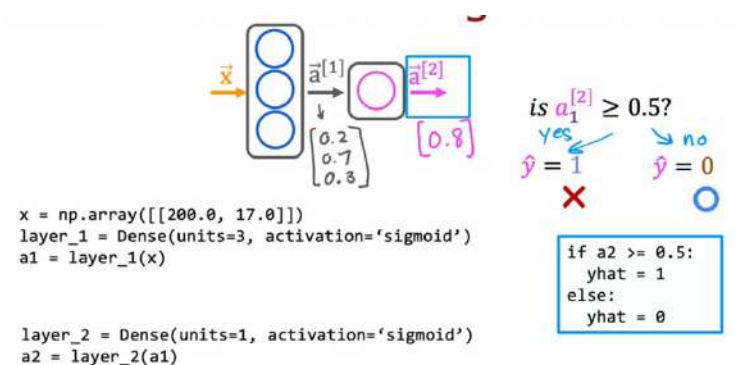 x⃗ a⃗[1] a⃗[2]
0.2
0.7
0.3
[0.8]
is a₁[2] ≥ 0.5?
yes no
ŷ = 1 ŷ = 0
x = np.array([[200.0, 17.0]])
layer_1 = Dense(units=3, activation=‘sigmoid’)
a1 = layer_1(x)
layer_2 = Dense(units=1, activation=‘sigmoid’)
a2 = layer_2(a1)
if a2 >= 0.5:
yhat = 1
else:
yhat = 0